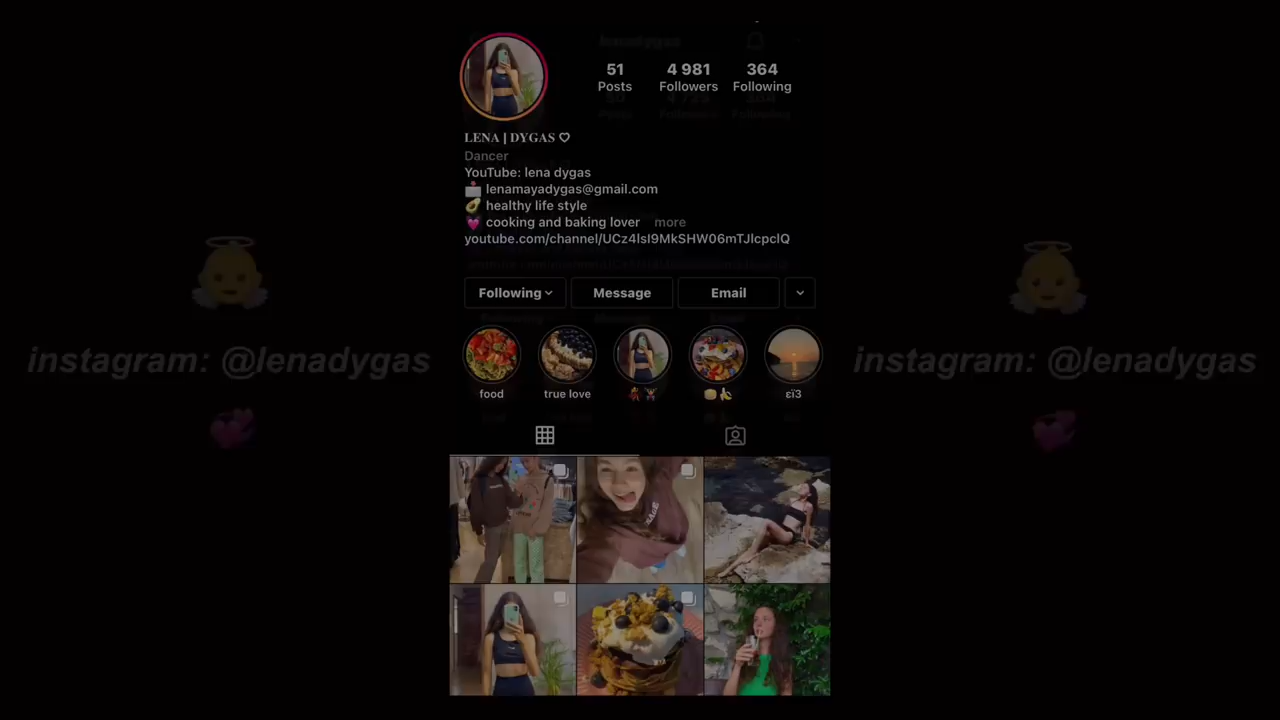 51
4 981
364
Posts
Followers
Following
LENA | DYGAS ♡
Dancer
YouTube: lena dygas
lenamayadygas@gmail.com
healthy life style
cooking and baking lover more
youtube.com/channel/UCz4lsI9MkSHW06mTJlcpclQ
Following
Message
Email
instagram: @lenadygas
instagram: @lenadygas
food
true love
εï3